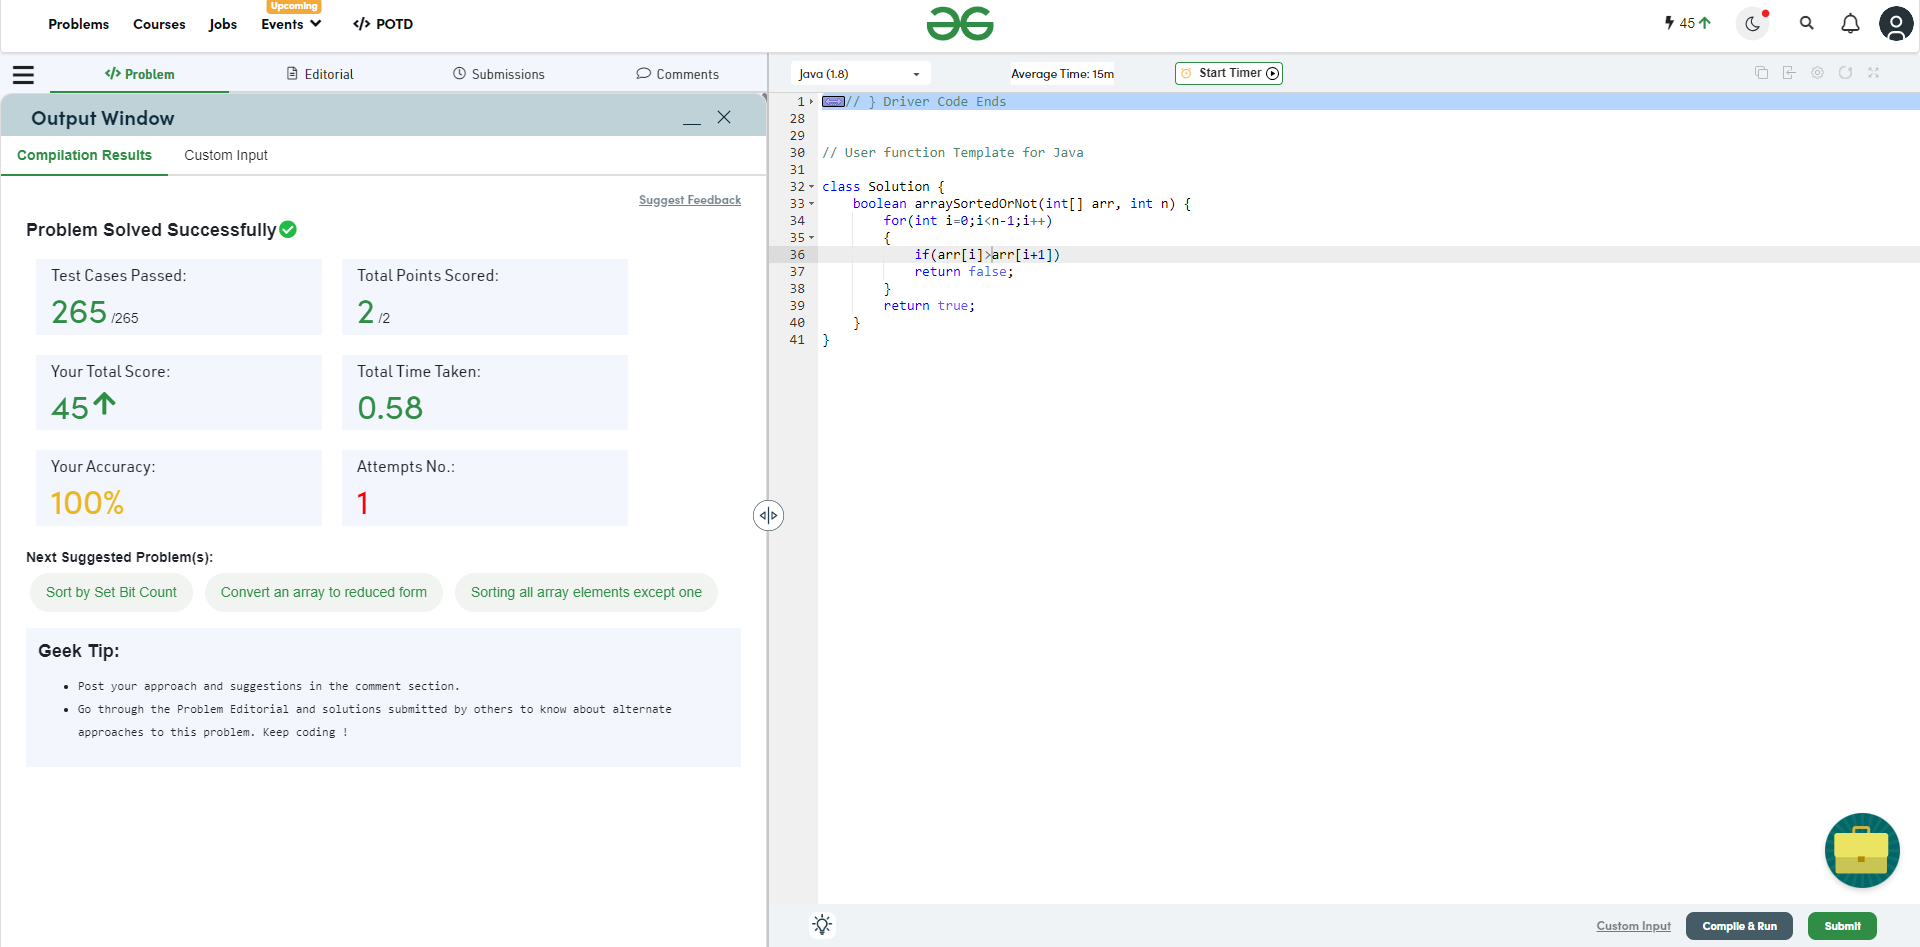 Upcoming
Problems Courses Jobs Events </> POTD
45
</> Problem Editorial Submissions Comments
Java (1.8) Average Time: 15m Start Timer
Output Window
Compilation Results Custom Input
Suggest Feedback
Problem Solved Successfully
Test Cases Passed: Total Points Scored:
265 /265 2 /2
Your Total Score: Total Time Taken:
45 0.58
Your Accuracy: Attempts No.:
100% 1
Next Suggested Problem(s):
Sort by Set Bit Count Convert an array to reduced form Sorting all array elements except one
Geek Tip:
• Post your approach and suggestions in the comment section.
• Go through the Problem Editorial and solutions submitted by others to know about alternate
approaches to this problem. Keep coding !
1 // } Driver Code Ends
28
29
30 // User function Template for Java
31
32 class Solution {
33 boolean arraySortedOrNot(int[] arr, int n) {
34 for(int i=0;i<n-1;i++)
35 {
36 if(arr[i]>arr[i+1])
37 return false;
38 }
39 return true;
40 }
41 }
Custom Input Compile & Run Submit